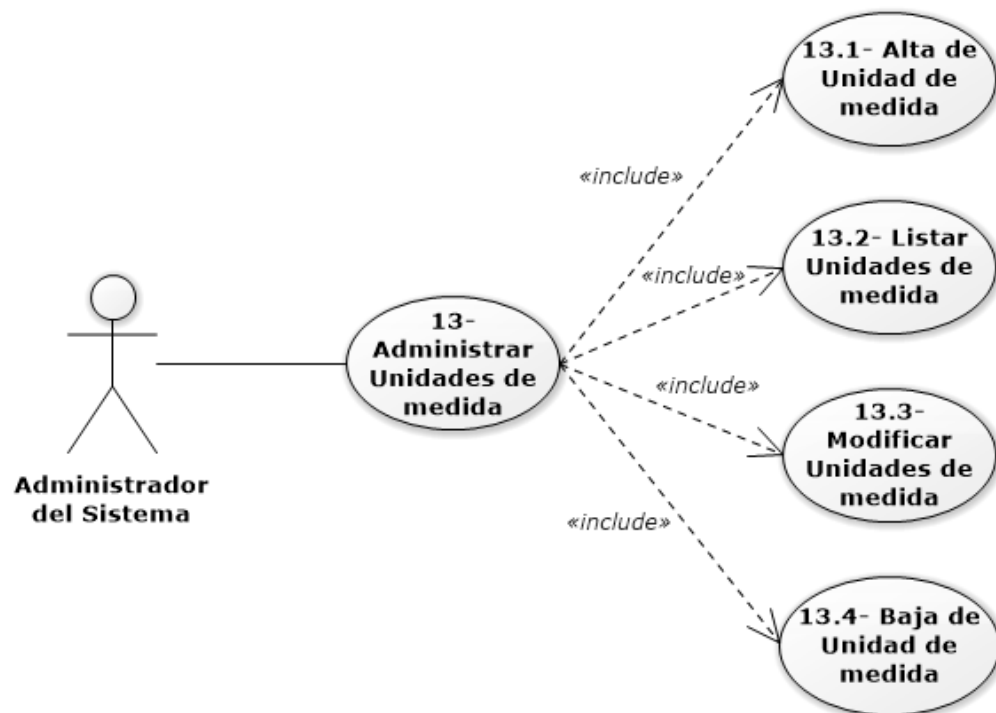 13.1- Alta de
Unidad de
medida
«include»
13.2- Listar
Unidades de
medida
«include»
13-
Administrar
Unidades de
medida
«include»
13.3-
Modificar
Unidades de
medida
Administrador
del Sistema
«include»
13.4- Baja de
Unidad de
medida